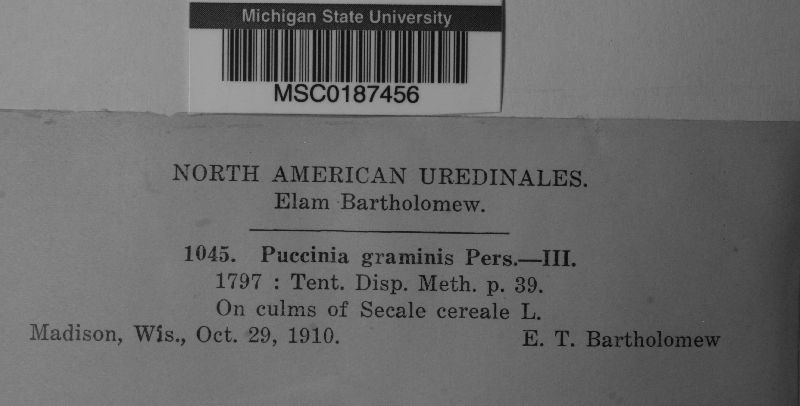 Michigan State University
MSC0187456
NORTH AMERICAN UREDINALES.
Elam Bartholomew.
1045. Puccinia graminis Pers.—III.
1797 : Tent. Disp. Meth. p. 39.
On culms of Secale cereale L.
Madison, Wis., Oct. 29, 1910. E. T. Bartholomew